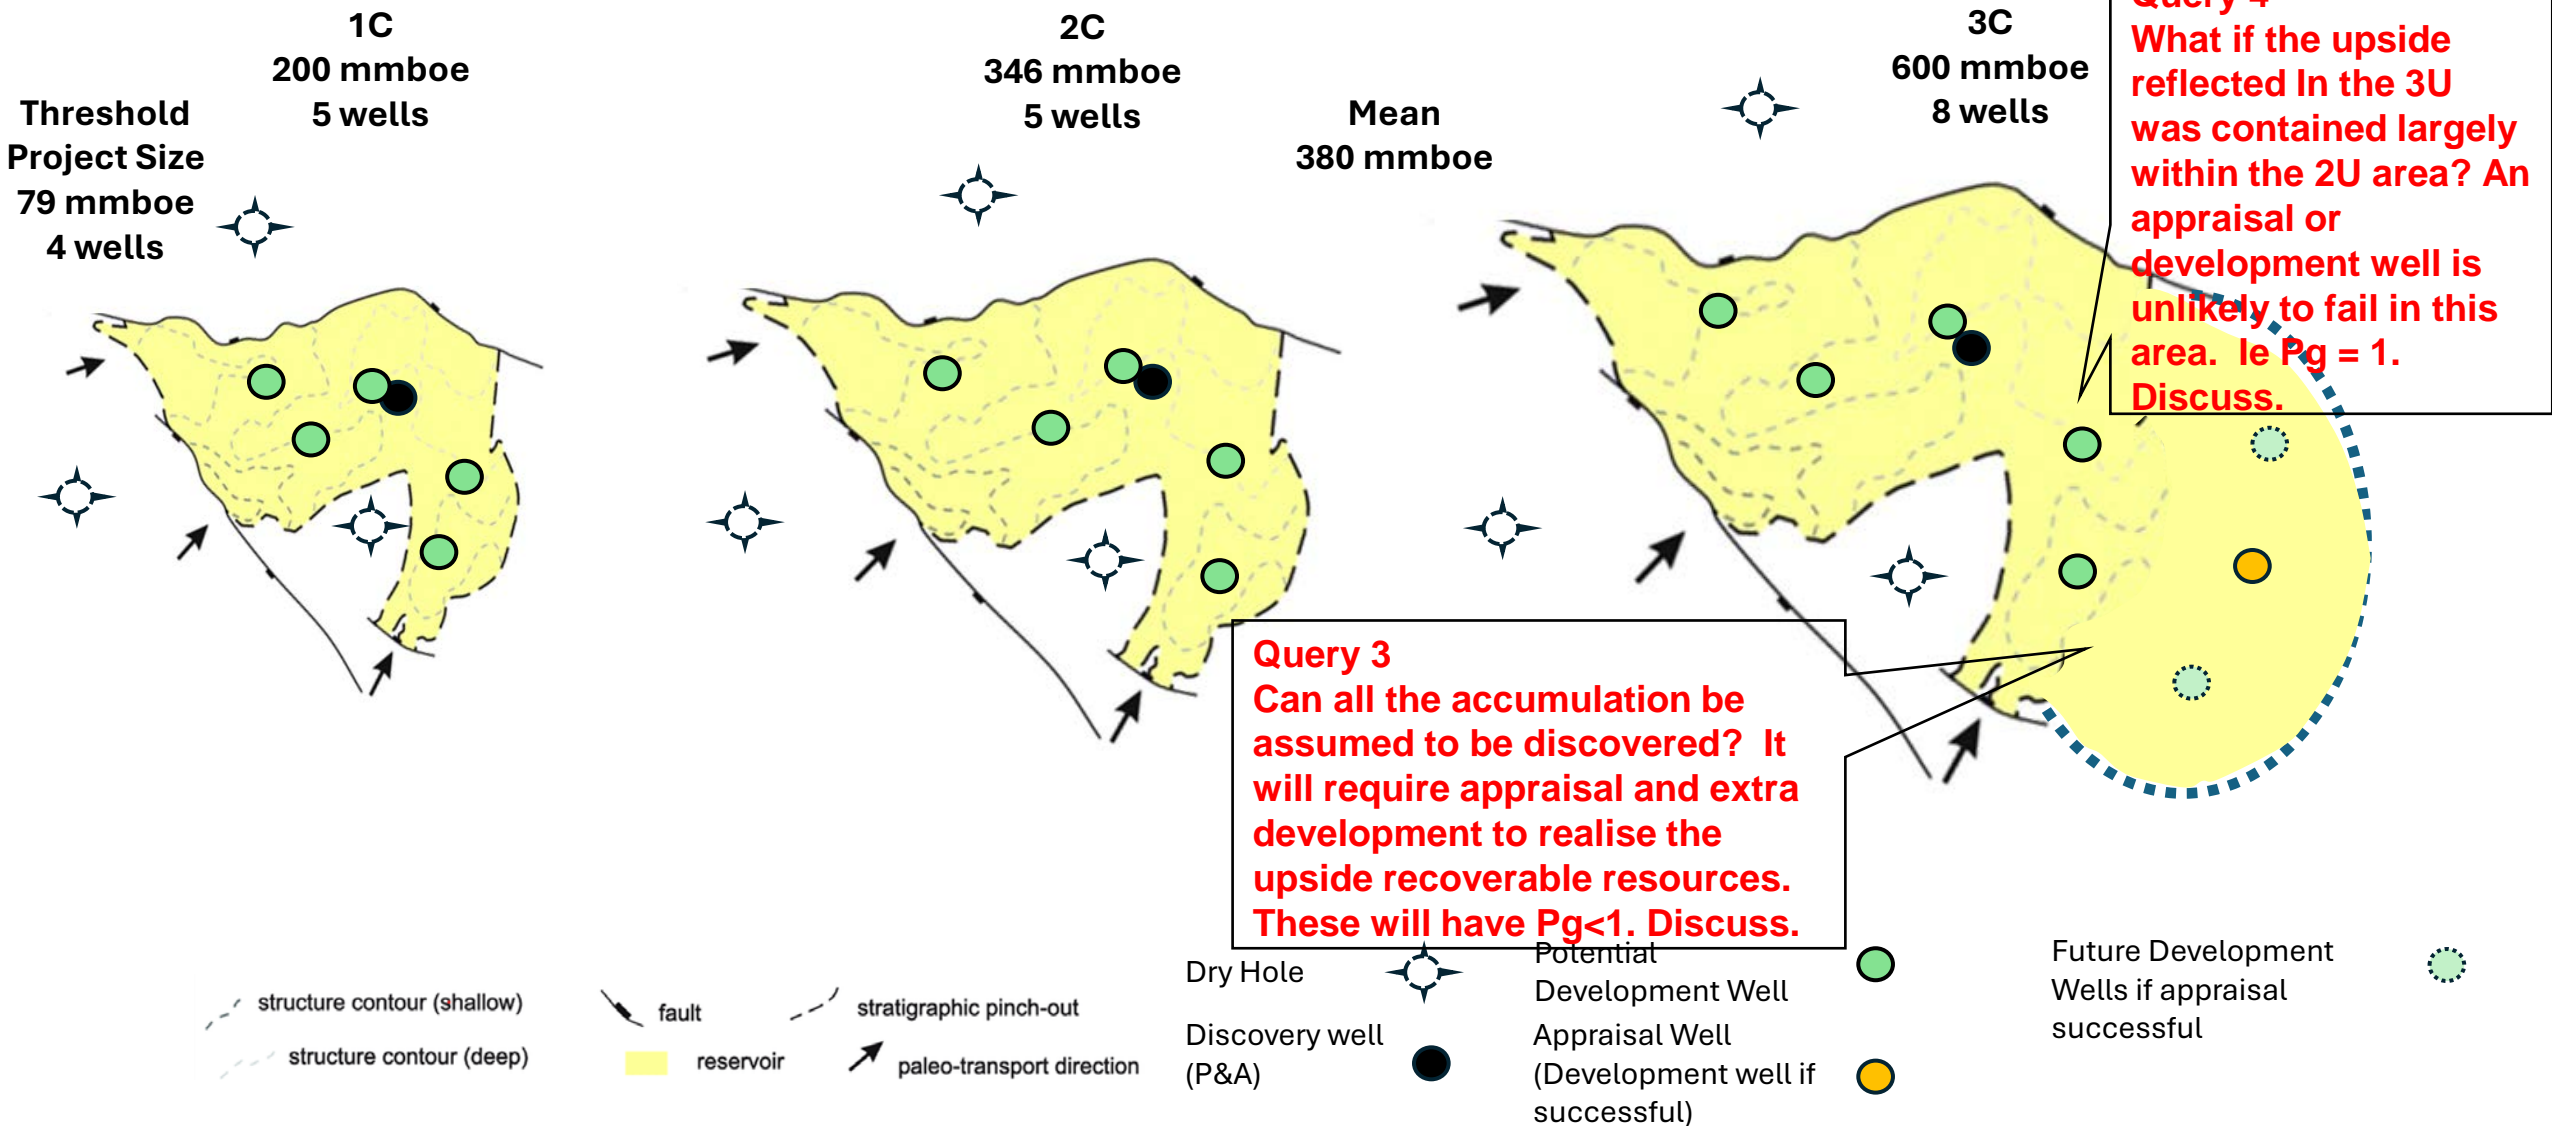 1C
200 mmboe
5 wells
Threshold
Project Size
79 mmboe
4 wells
2C
346 mmboe
5 wells
Mean
380 mmboe
3C
600 mmboe
8 wells
Query 4
What if the upside
reflected In the 3U
was contained largely
within the 2U area? An
appraisal or
development well is
unlikely to fail in this
area.  Ie Pg = 1.
Discuss.
Query 3
Can all the accumulation be
assumed to be discovered?  It
will require appraisal and extra
development to realise the
upside recoverable resources.
These will have Pg<1. Discuss.
structure contour (shallow)
structure contour (deep)
fault
reservoir
stratigraphic pinch-out
paleo-transport direction
Dry Hole
Discovery well
(P&A)
Potential
Development Well
Appraisal Well
(Development well if
successful)
Future Development
Wells if appraisal
successful